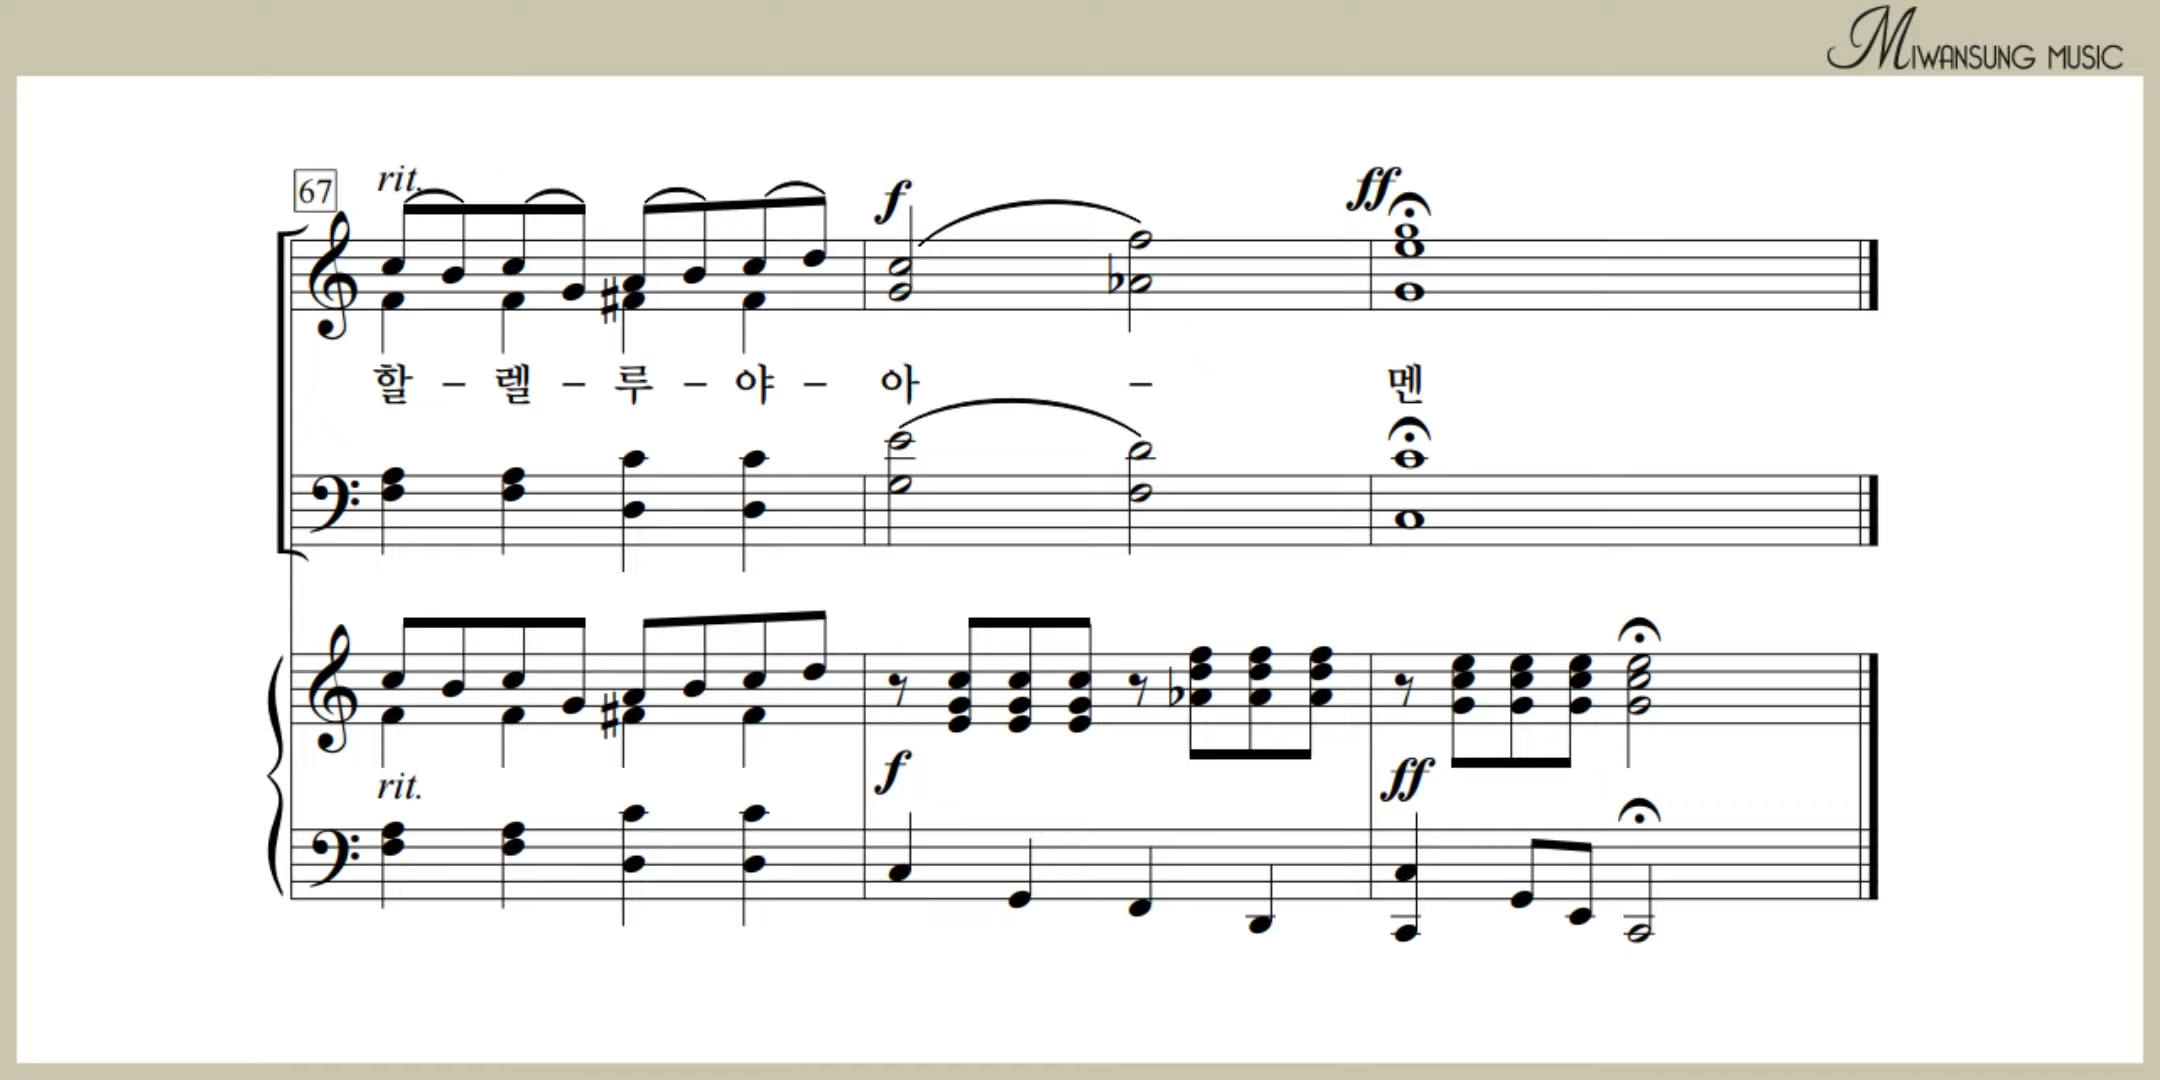 MIWANSUNG MUSIC
67 rit.
f
ff
할 – 렐 – 루 – 야 – 아 – 멘
rit.
f
ff